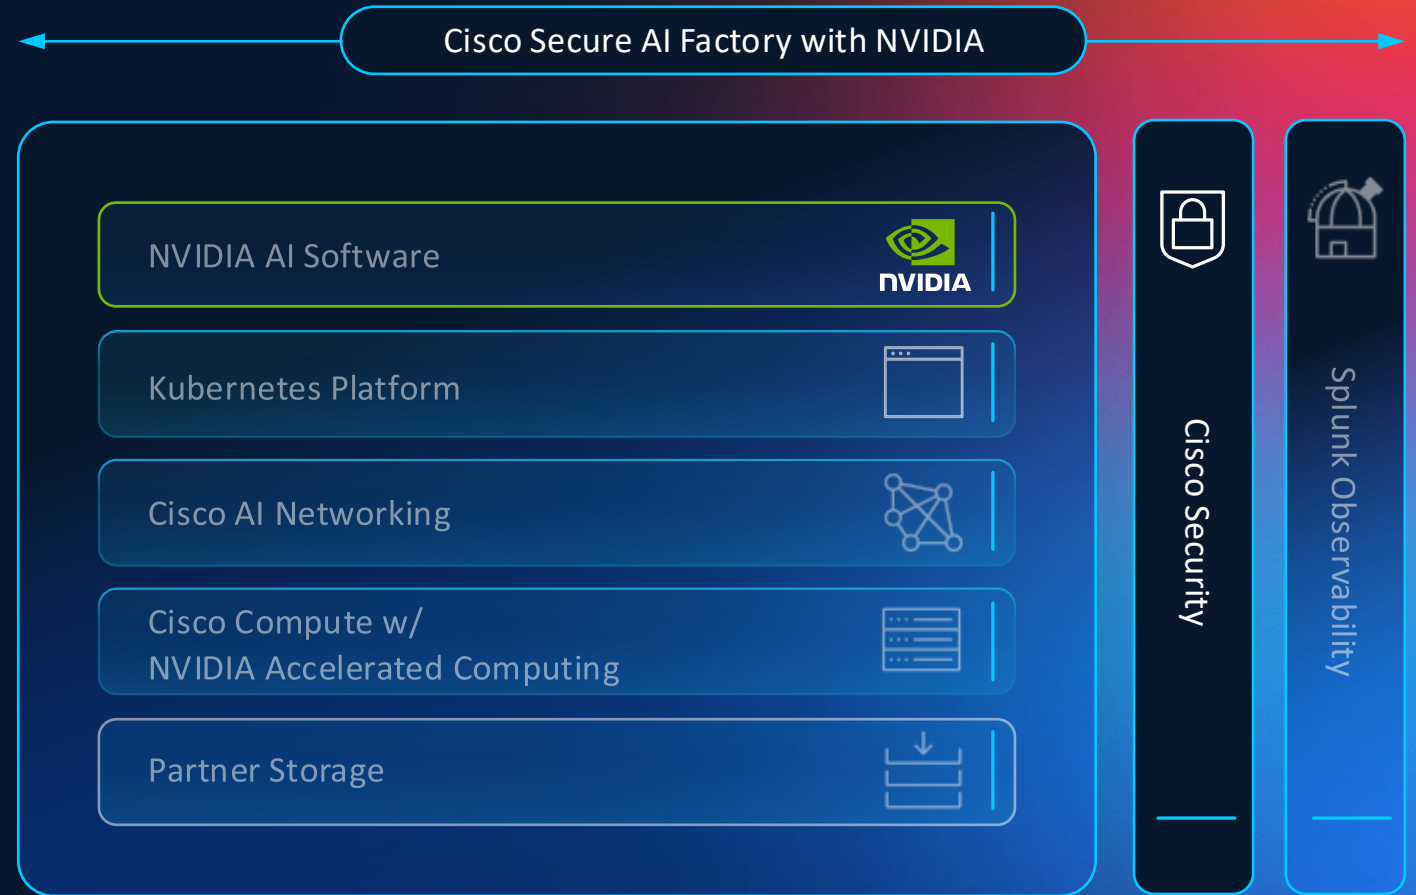 Cisco Secure AI Factory with NVIDIA
NVIDIA AI Software
NVIDIA
Kubernetes Platform
Cisco AI Networking
Cisco Compute w/
NVIDIA Accelerated Computing
Partner Storage
Cisco Security
Splunk Observability